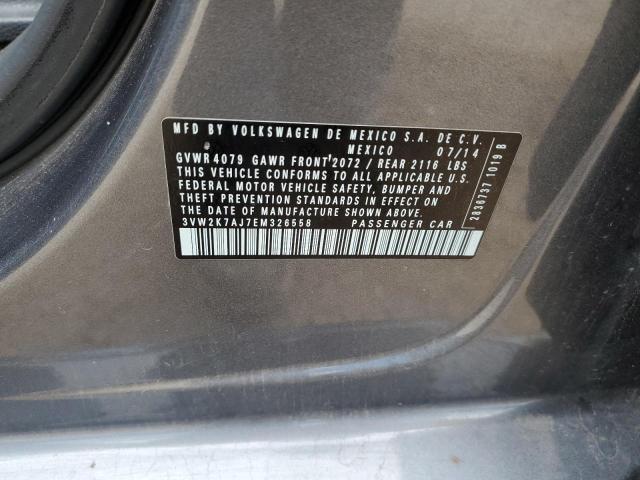 MFD BY VOLKSWAGEN DE MEXICO S.A. DE C.V.
MEXICO 07/14
GVWR 4079 GAWR FRONT 2072 / REAR 2116 LBS
THIS VEHICLE CONFORMS TO ALL APPLICABLE U.S.
FEDERAL MOTOR VEHICLE SAFETY, BUMPER AND
THEFT PREVENTION STANDARDS IN EFFECT ON
THE DATE OF MANUFACTURE SHOWN ABOVE.
3VW2K7AJ7EM326558 PASSENGER CAR
2836737 1019 B